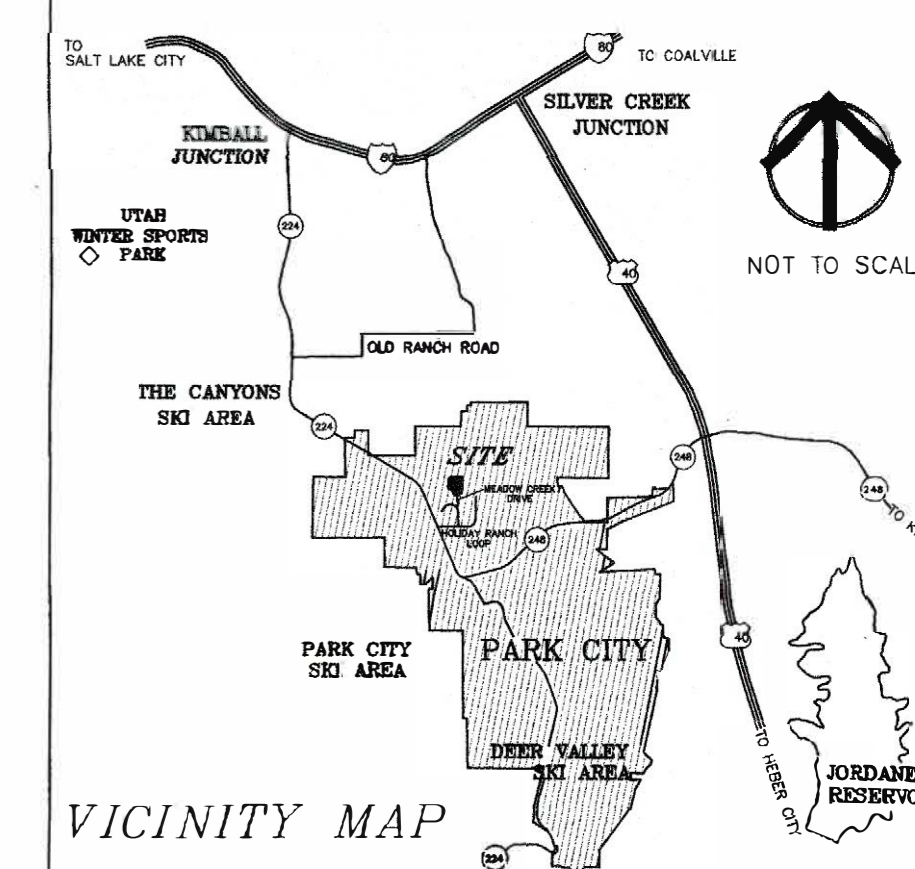 TO
SALT LAKE CITY
80
TO COALVILLE
SILVER CREEK
JUNCTION
KIMBALL
JUNCTION
80
UTAH
WINTER SPORTS
PARK
224
40
NOT TO SCAL
OLD RANCH ROAD
THE CANYONS
SKI AREA
224
SITE
248
MEADOW CREEK
DRIVE
248
TO K
HOLIDAY RANCH
LOOP
248
PARK CITY
SKI AREA
PARK CITY
40
DEER VALLEY
SKI AREA
TO HEBER CITY
JORDANE
RESERVO
VICINITY MAP
224